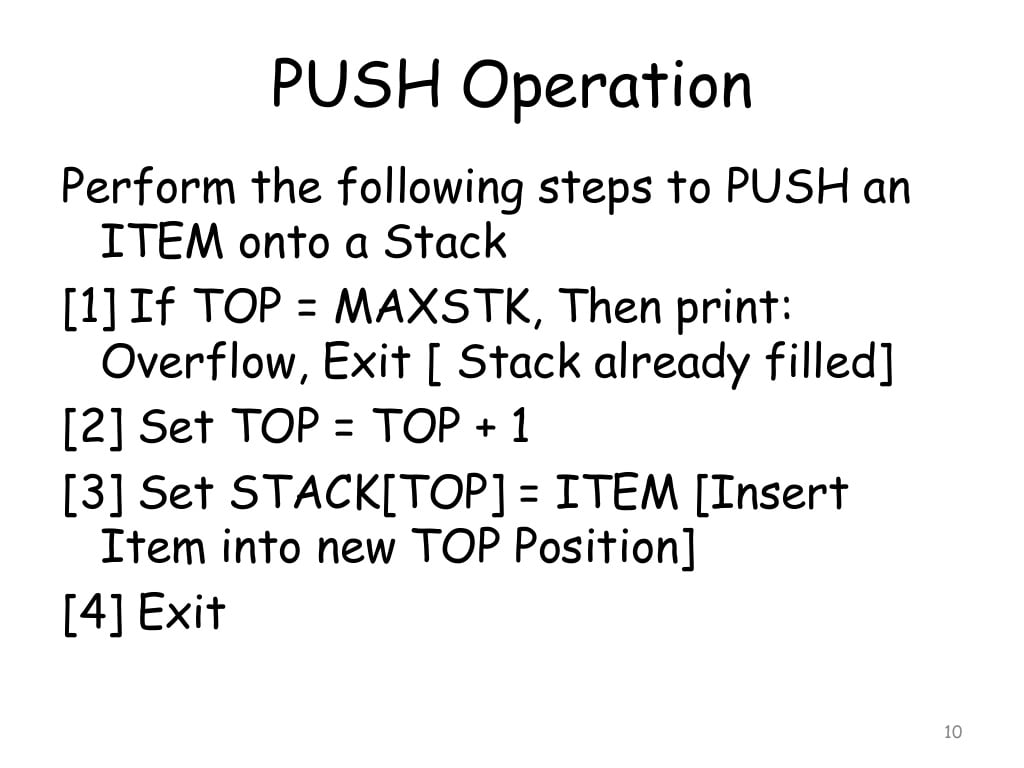 PUSH Operation
Perform the following steps to PUSH an
ITEM onto a Stack
[1] If TOP = MAXSTK, Then print:
Overflow, Exit [ Stack already filled]
[2] Set TOP = TOP + 1
[3] Set STACK[TOP] = ITEM [Insert
Item into new TOP Position]
[4] Exit
10